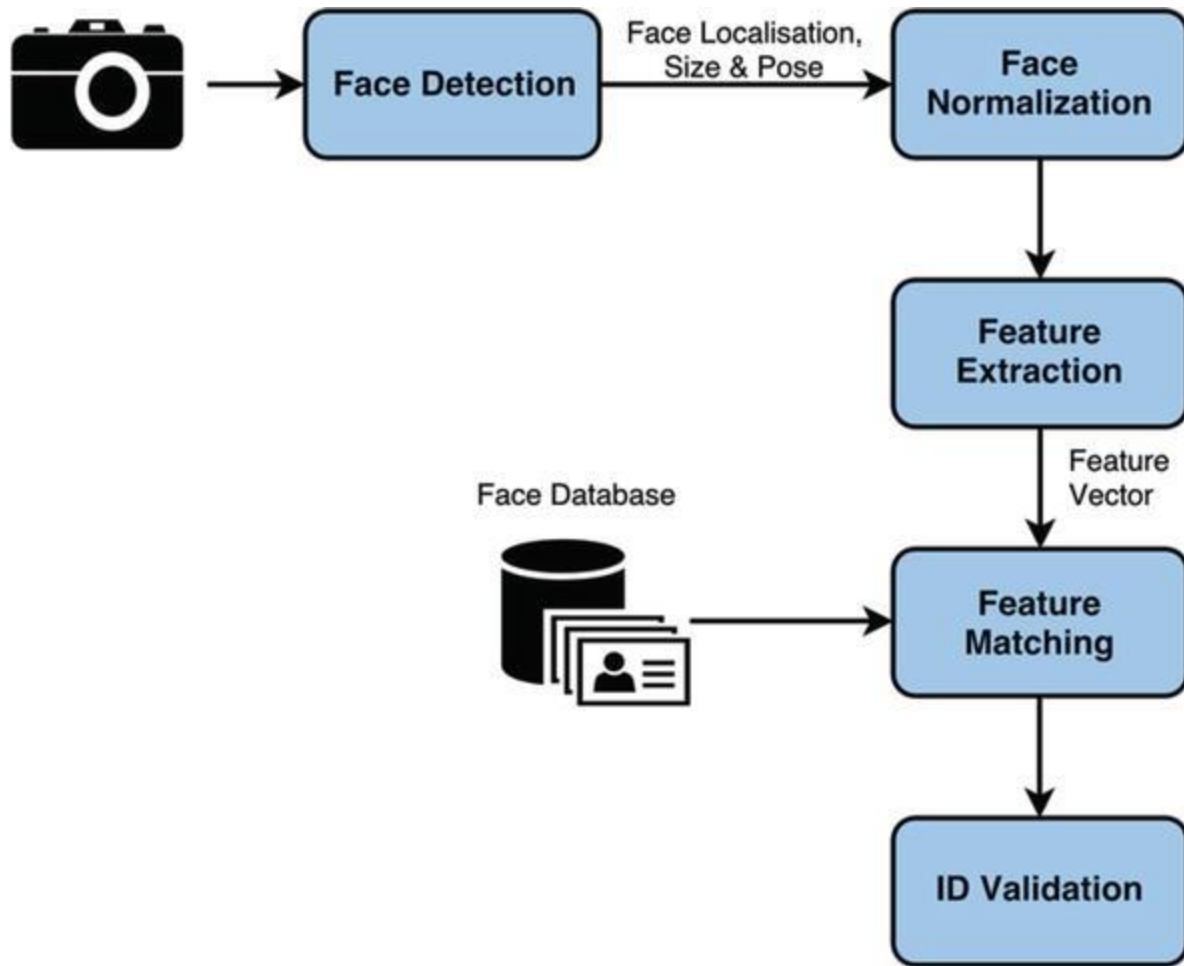 Face Detection
Face Localisation,
Size & Pose
Face
Normalization
Feature
Extraction
Feature
Vector
Face Database
Feature
Matching
ID Validation